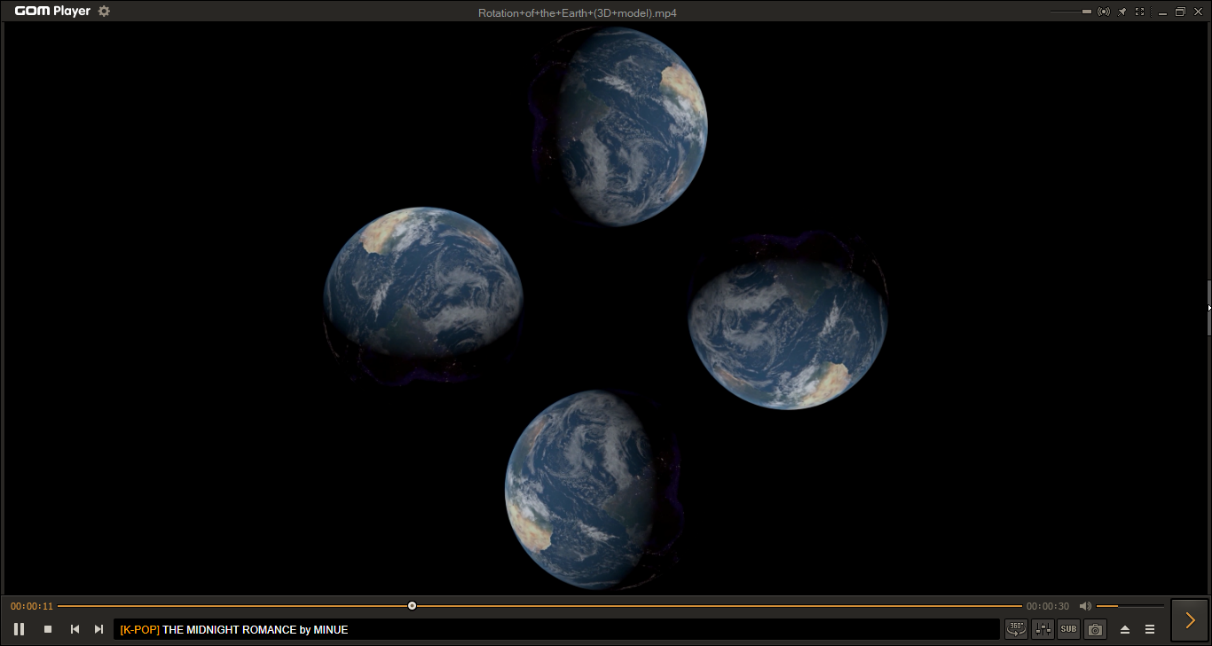 GOM Player
Rotation+of+the+Earth+(3D+model).mp4
00:00:11
00:00:30
[K-POP] THE MIDNIGHT ROMANCE by MINUE
360°
SUB